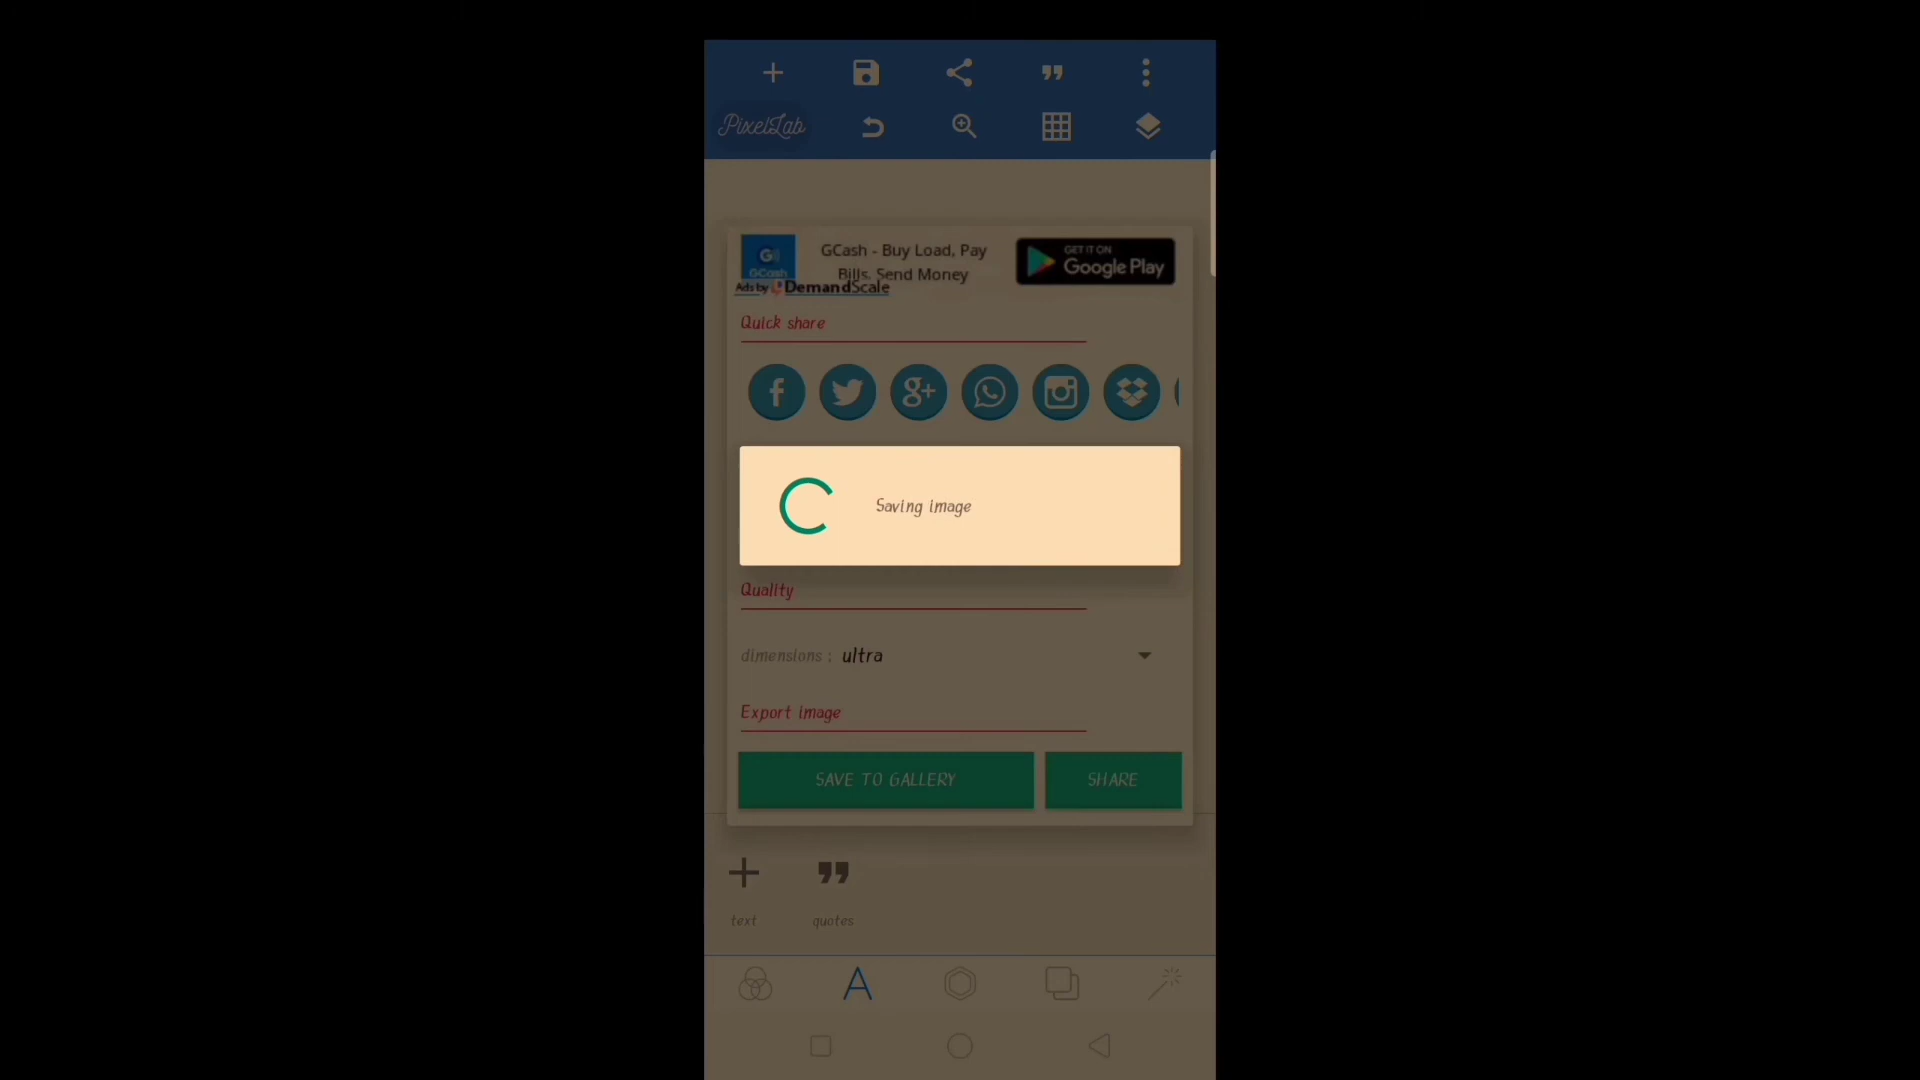 PixelLab
GCash
GCash - Buy Load, Pay
Bills, Send Money
GET IT ON
Google Play
Ads by DemandScale
Quick share
Saving image
Quality
dimensions : ultra
Export image
SAVE TO GALLERY
SHARE
text
quotes